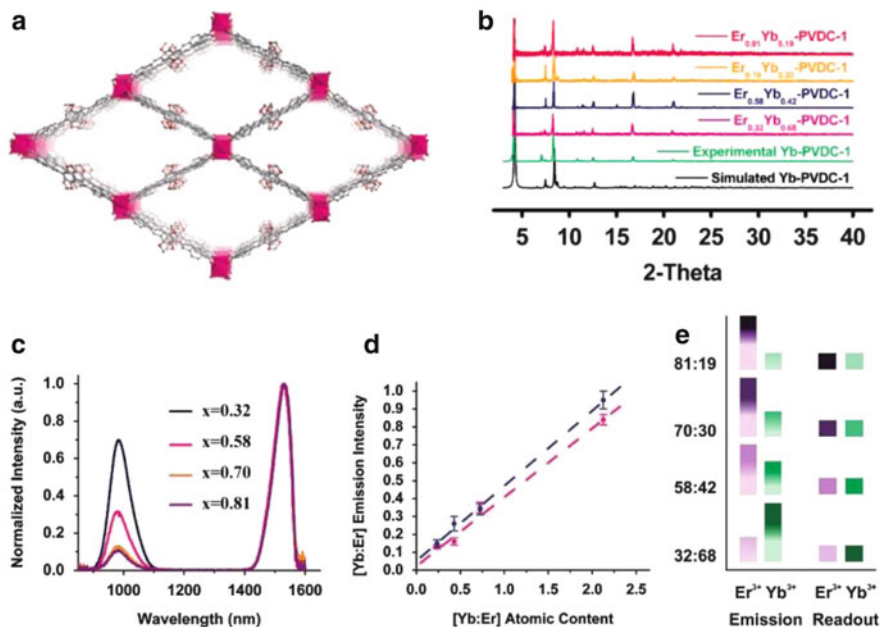 a
b
Er0.81Yb0.19-PVDC-1
Er0.70Yb0.30-PVDC-1
Er0.58Yb0.42-PVDC-1
Er0.32Yb0.68-PVDC-1
Experimental Yb-PVDC-1
Simulated Yb-PVDC-1
5 10 15 20 25 30 35 40
2-Theta
c
Normalized Intensity (a.u.)
1.0
0.8
0.6
0.4
0.2
0.0
x=0.32
x=0.58
x=0.70
x=0.81
1000 1200 1400 1600
Wavelength (nm)
d
[Yb:Er] Emission Intensity
1.0
0.9
0.8
0.7
0.6
0.5
0.4
0.3
0.2
0.1
0.0 0.5 1.0 1.5 2.0 2.5
[Yb:Er] Atomic Content
e
81:19
70:30
58:42
32:68
Er3+ Yb3+ Er3+ Yb3+
Emission Readout